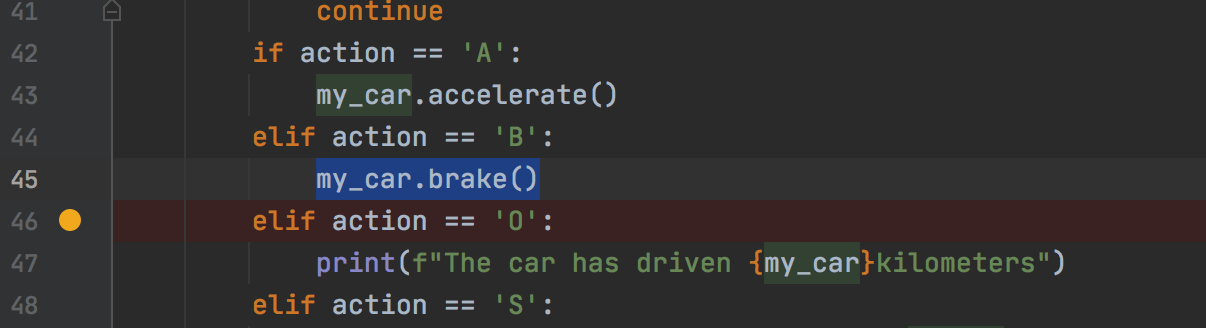 41 continue
42 if action == 'A':
43 my_car.accelerate()
44 elif action == 'B':
45 my_car.brake()
46 elif action == 'O':
47 print(f"The car has driven {my_car}kilometers")
48 elif action == 'S':